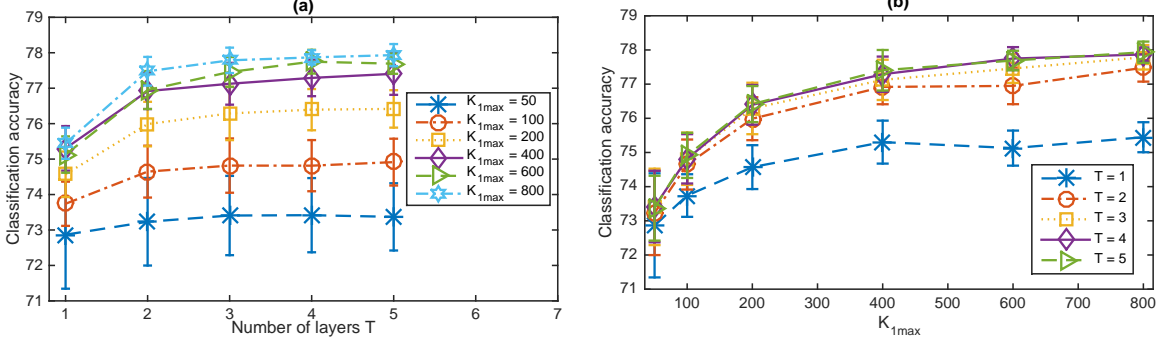 (a)
79
78
77
76
75
74
73
72
71
1 2 3 4 5 6 7
Number of layers T
Classification accuracy
K1max = 50
K1max = 100
K1max = 200
K1max = 400
K1max = 600
K1max = 800
(b)
79
78
77
76
75
74
73
72
71
100 200 300 400 500 600 700 800
K1max
Classification accuracy
T = 1
T = 2
T = 3
T = 4
T = 5